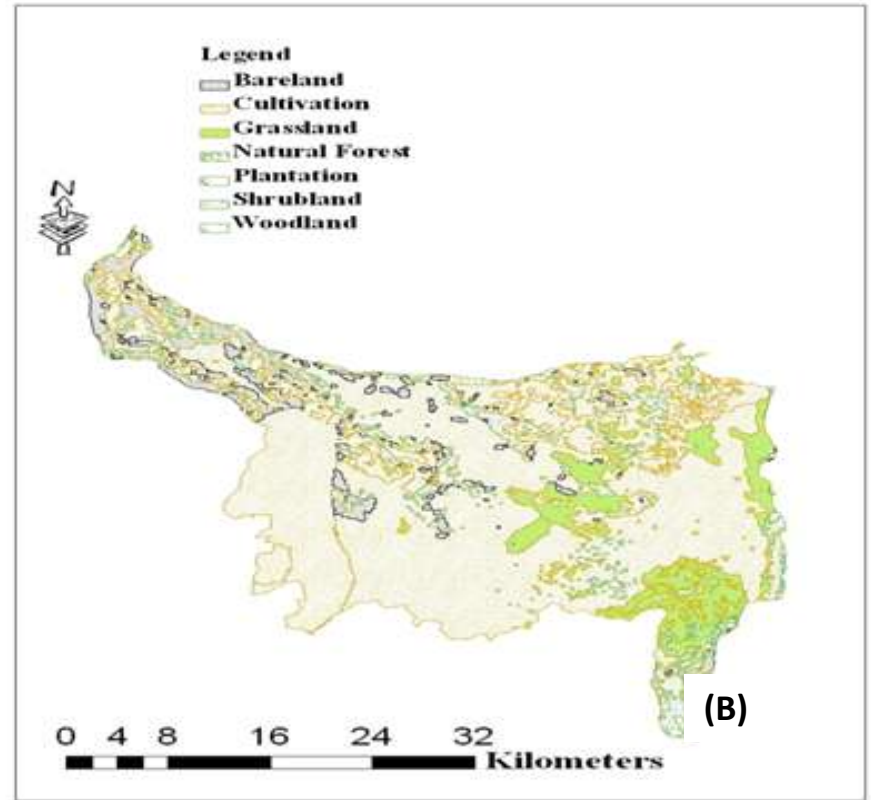 Legend
Bareland
Cultivation
Grassland
Natural Forest
Plantation
Shrubland
Woodland
N
(B)
0 4 8 16 24 32
Kilometers